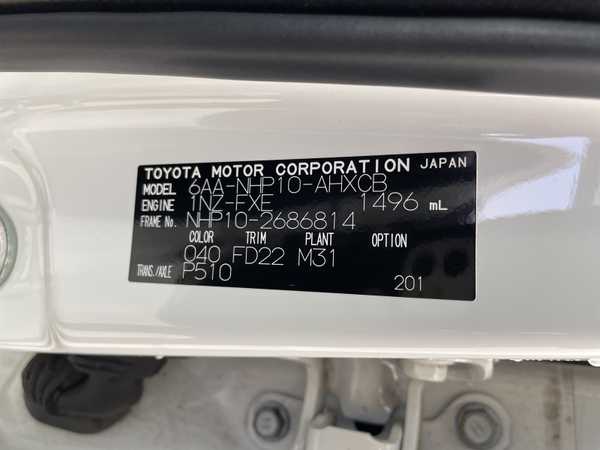 TOYOTA MOTOR CORPORATION JAPAN
MODEL 6AA-NHP10-AHXCB
ENGINE 1NZ-FXE 1496 mL
FRAME No. NHP10-2686814
COLOR TRIM PLANT OPTION
040 FD22 M31
TRANS./AXLE P510
201